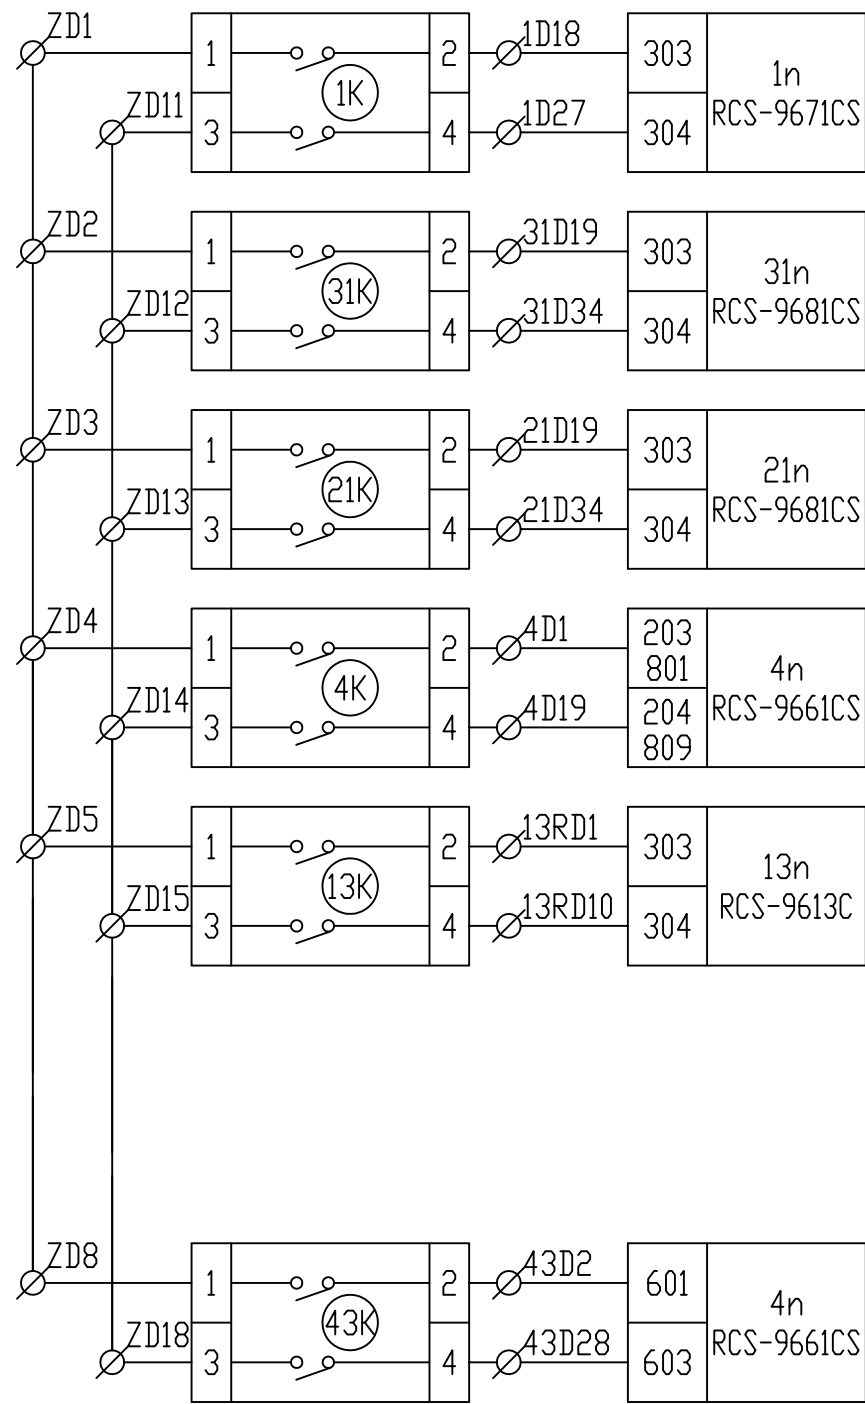 ZD1
1
2
1D18
303
1n
RCS-9671CS
1K
ZD11
3
4
1D27
304
ZD2
1
2
31D19
303
31n
RCS-9681CS
31K
ZD12
3
4
31D34
304
ZD3
1
2
21D19
303
21n
RCS-9681CS
21K
ZD13
3
4
21D34
304
ZD4
1
2
4D1
203
801
4n
RCS-9661CS
4K
ZD14
3
4
4D19
204
809
ZD5
1
2
13RD1
303
13n
RCS-9613C
13K
ZD15
3
4
13RD10
304
ZD8
1
2
43D2
601
4n
RCS-9661CS
43K
ZD18
3
4
43D28
603